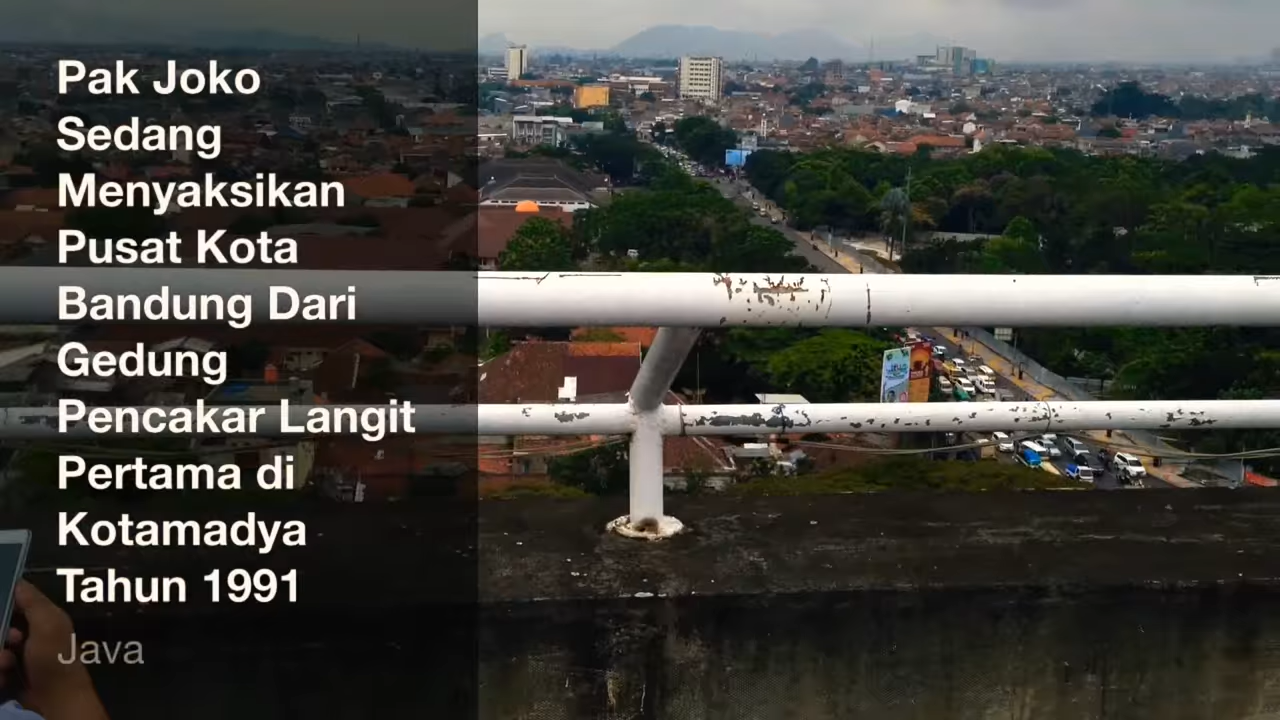 Pak Joko
Sedang
Menyaksikan
Pusat Kota
Bandung Dari
Gedung
Pencakar Langit
Pertama di
Kotamadya
Tahun 1991
Java